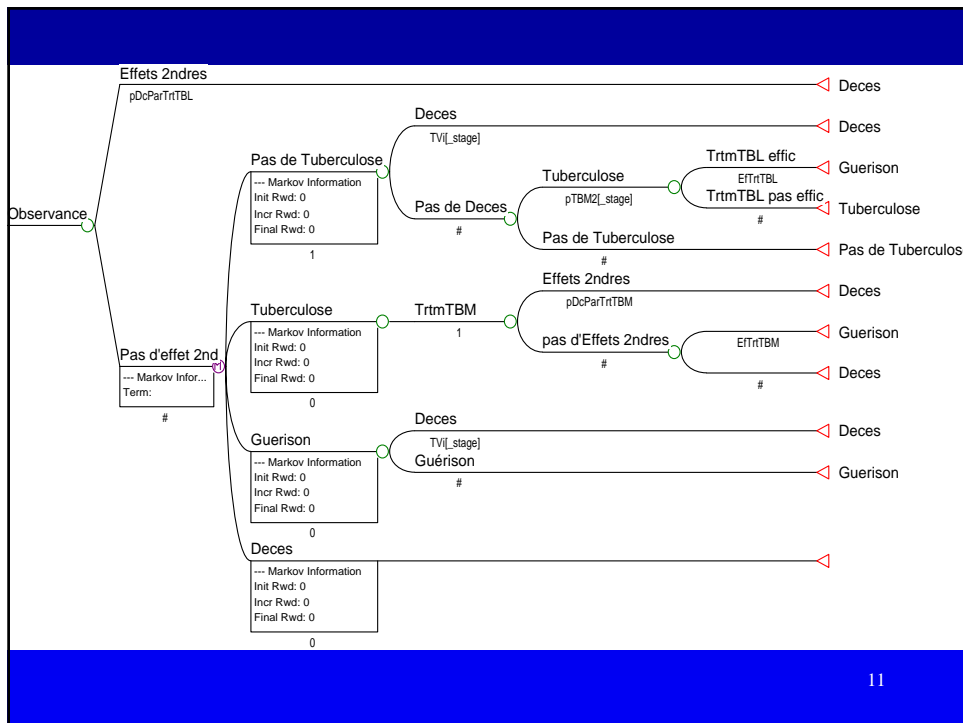 Effets 2ndres
pDcParTrtTBL
Deces
Deces
TVi[_stage]
Deces
Pas de Tuberculose
--- Markov Information
Init Rwd: 0
Incr Rwd: 0
Final Rwd: 0
1
Pas de Deces
#
Tuberculose
pTBM2[_stage]
TrtmTBL effic
EfTrtTBL
Guerison
TrtmTBL pas effic
#
Tuberculose
Pas de Tuberculose
#
Pas de Tuberculos
Observance
Tuberculose
--- Markov Information
Init Rwd: 0
Incr Rwd: 0
Final Rwd: 0
0
TrtmTBM
1
Effets 2ndres
pDcParTrtTBM
Deces
pas d'Effets 2ndres
#
EfTrtTBM
Guerison
#
Deces
Pas d'effet 2nd
--- Markov Infor...
Term:
#
M
Guerison
--- Markov Information
Init Rwd: 0
Incr Rwd: 0
Final Rwd: 0
0
Deces
TVi[_stage]
Deces
Guérison
#
Guerison
Deces
--- Markov Information
Init Rwd: 0
Incr Rwd: 0
Final Rwd: 0
0
11